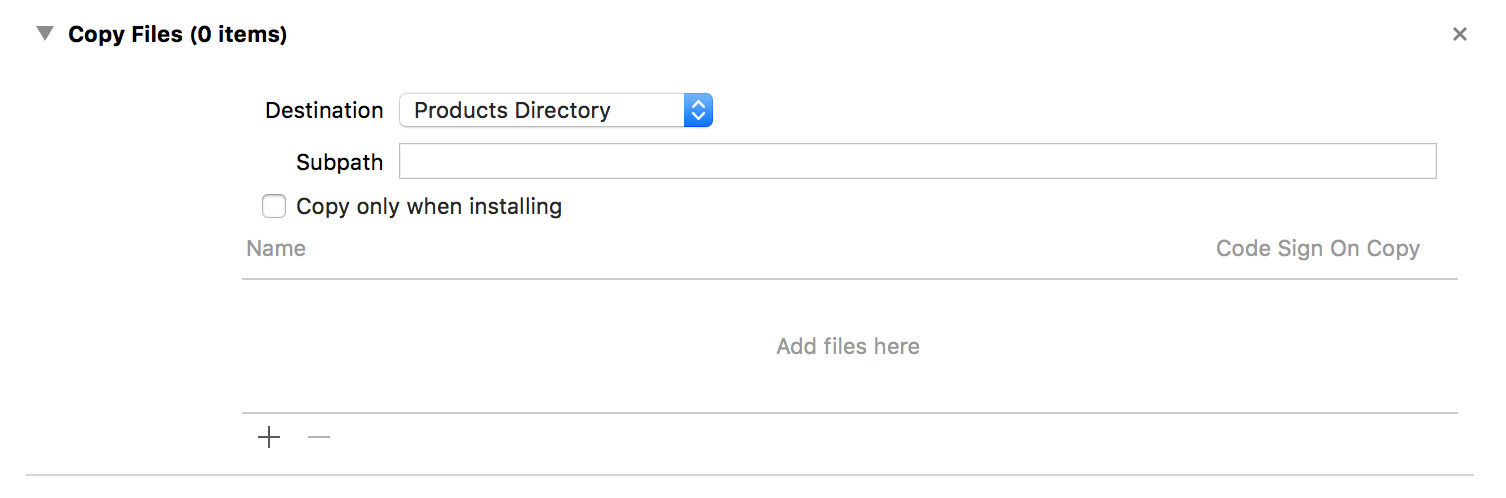 Copy Files (0 items)
Destination Products Directory
Subpath
Copy only when installing
Name Code Sign On Copy
Add files here